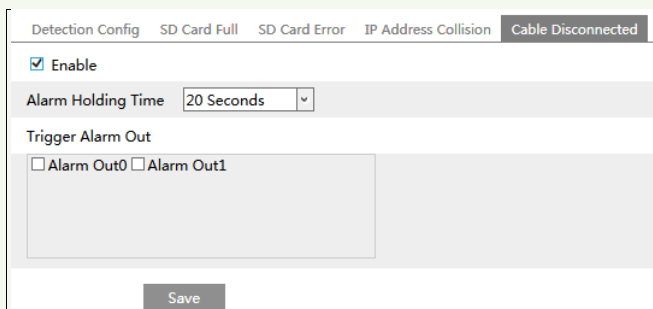 Detection Config SD Card Full SD Card Error IP Address Collision Cable Disconnected
Enable
Alarm Holding Time 20 Seconds
Trigger Alarm Out
Alarm Out0 Alarm Out1
Save